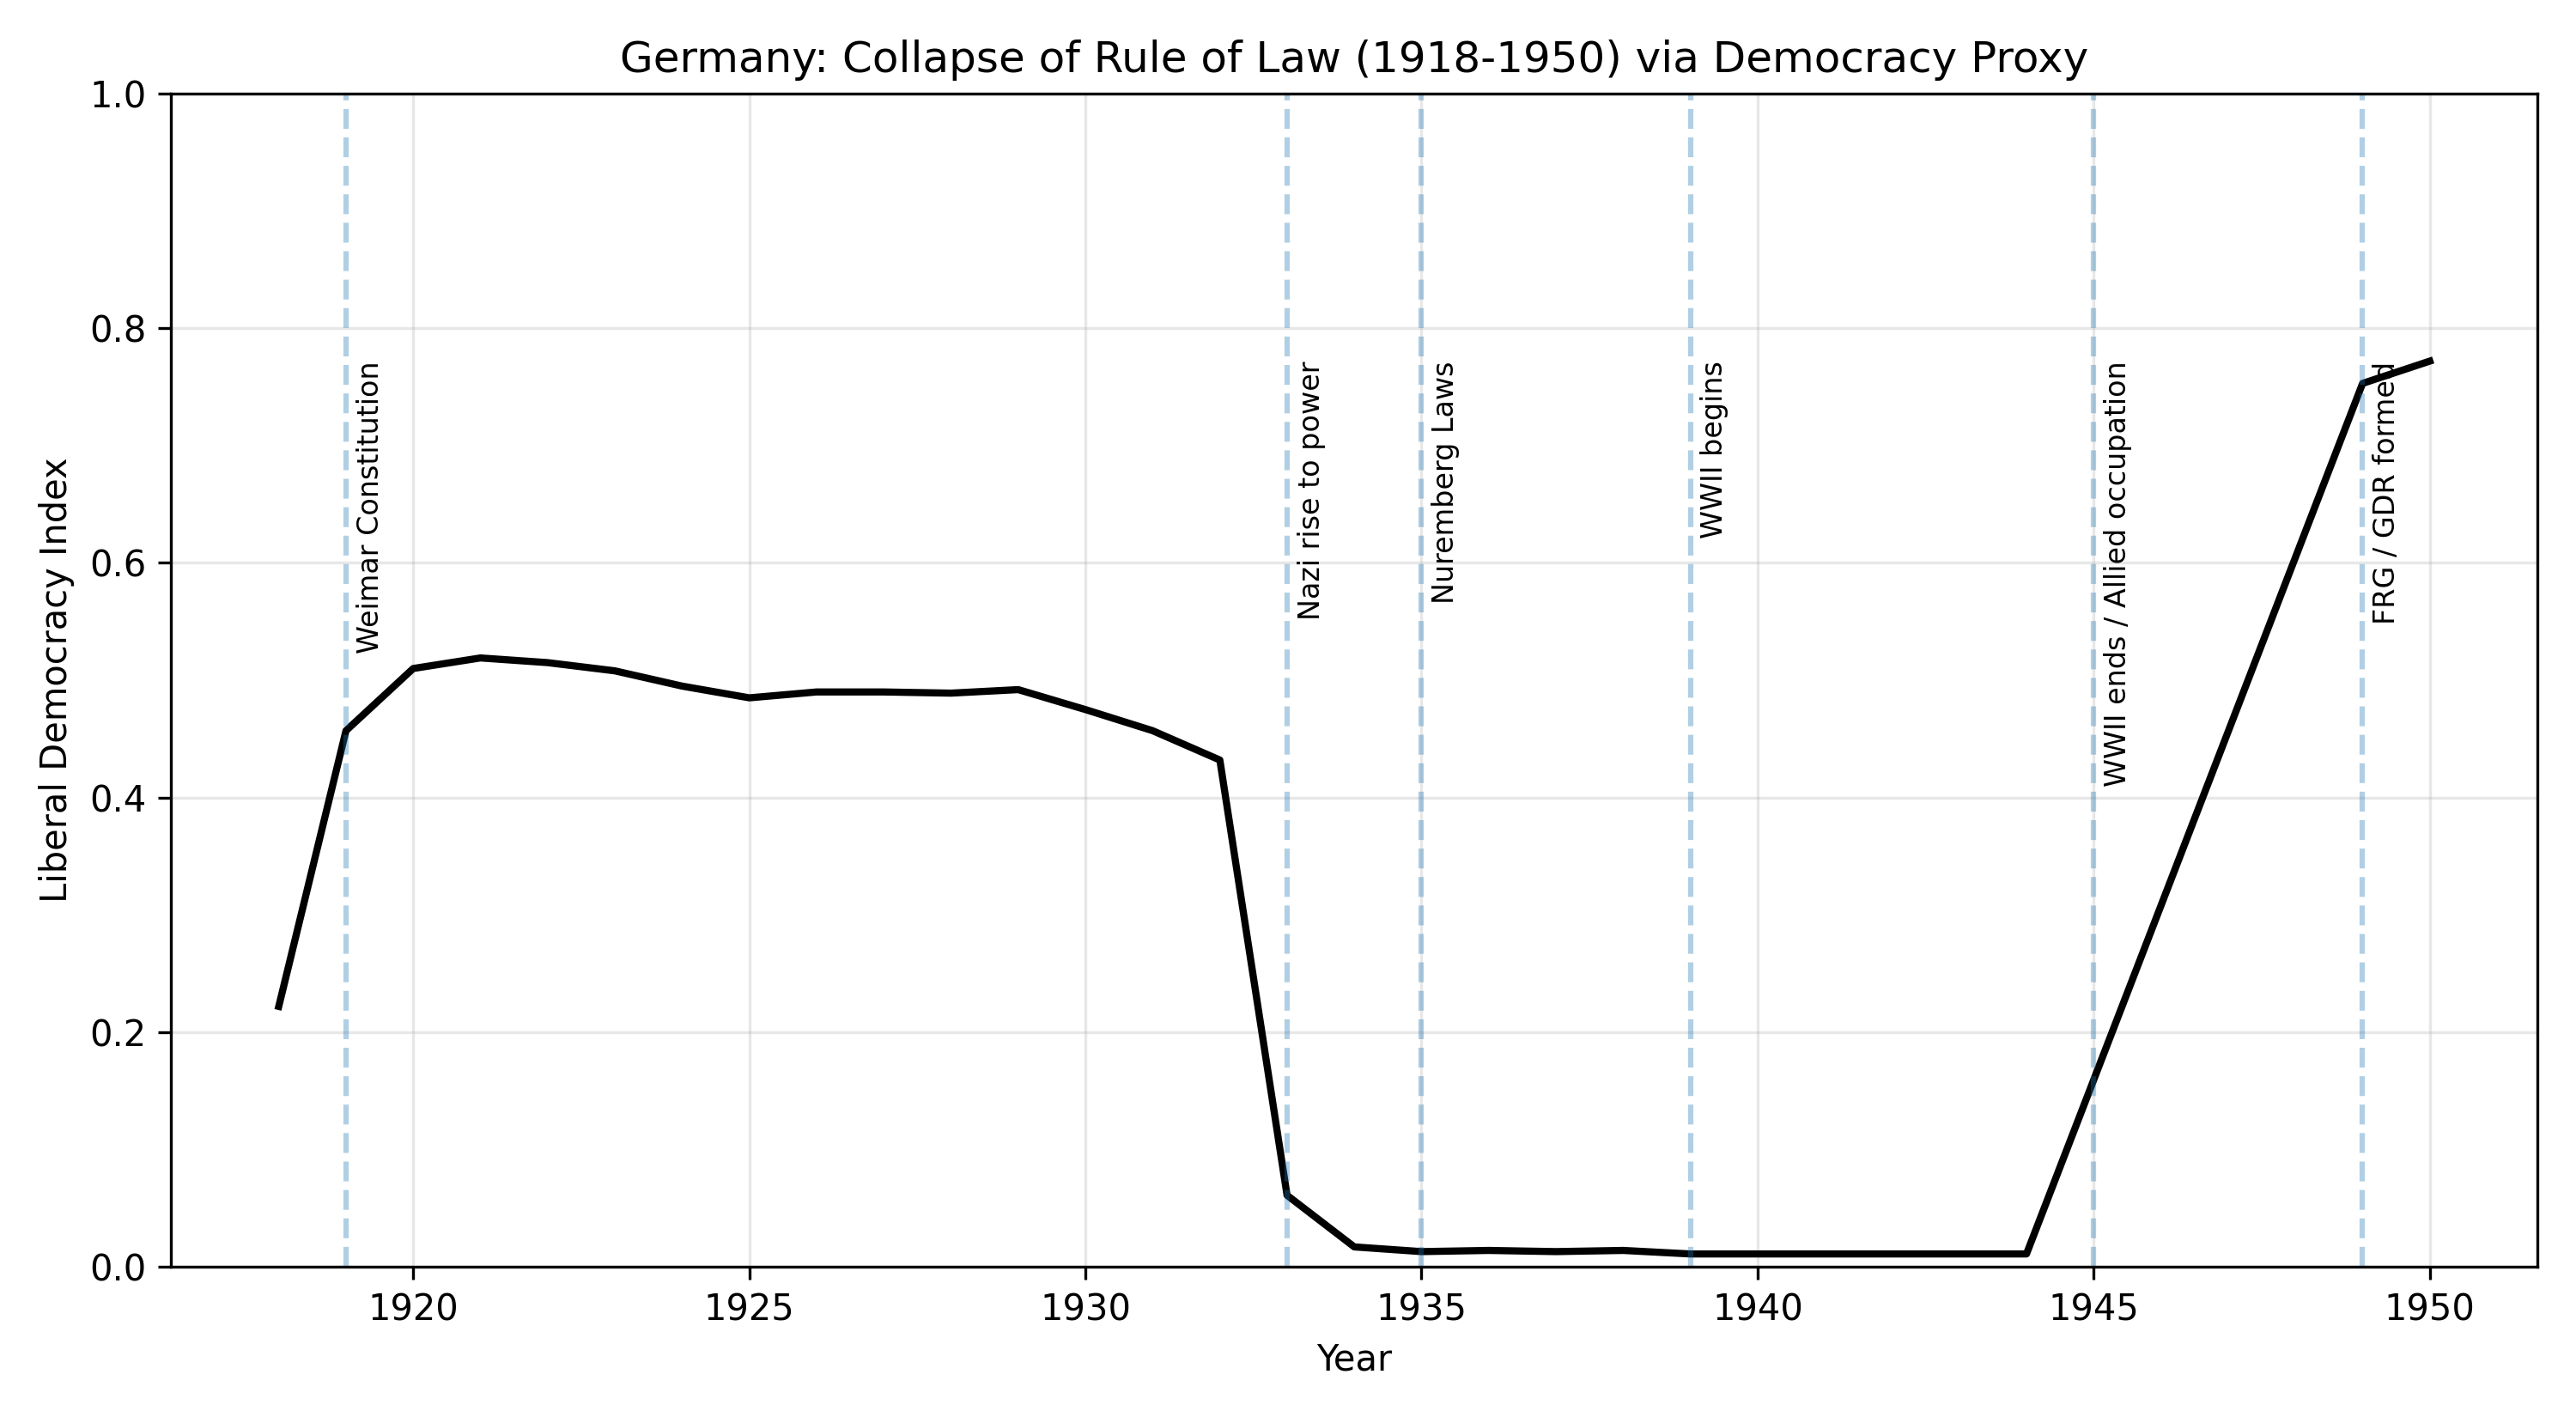 Germany: Collapse of Rule of Law (1918-1950) via Democracy Proxy
Liberal Democracy Index
1.0
0.8
0.6
0.4
0.2
0.0
Weimar Constitution
Nazi rise to power
Nuremberg Laws
WWII begins
WWII ends / Allied occupation
FRG / GDR formed
1920
1925
1930
1935
1940
1945
1950
Year